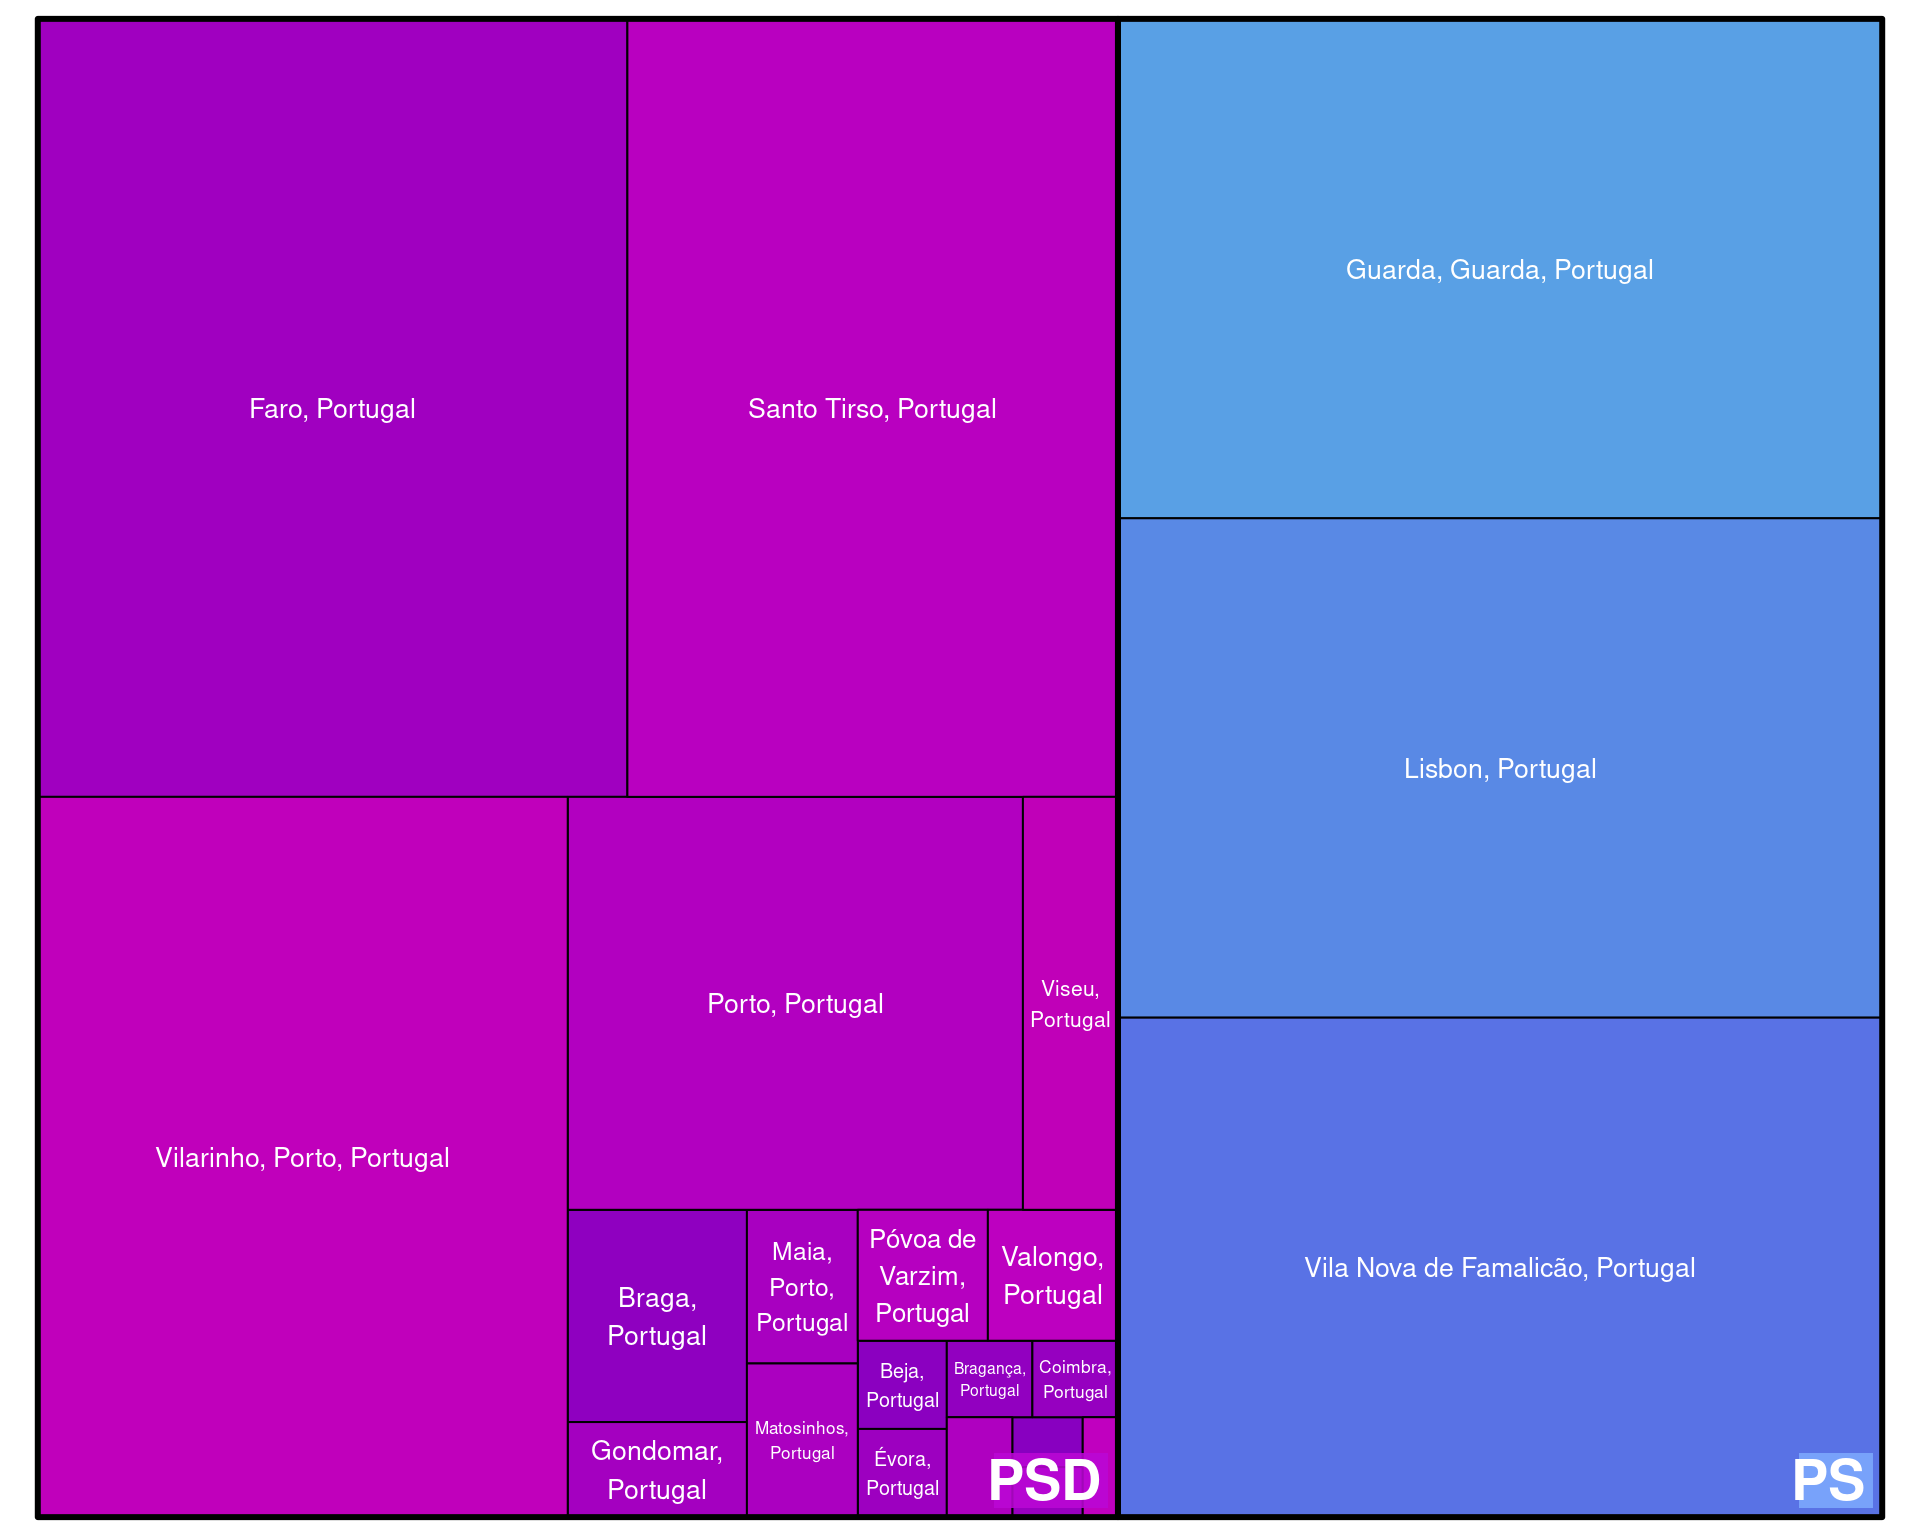 Faro, Portugal
Santo Tirso, Portugal
Guarda, Guarda, Portugal
Lisbon, Portugal
Vilarinho, Porto, Portugal
Porto, Portugal
Viseu,
Portugal
Vila Nova de Famalicão, Portugal
Braga,
Portugal
Maia,
Porto,
Portugal
Póvoa de
Varzim,
Portugal
Valongo,
Portugal
Beja,
Portugal
Bragança,
Portugal
Coimbra,
Portugal
Gondomar,
Portugal
Matosinhos,
Portugal
Évora,
Portugal
PSD
PS